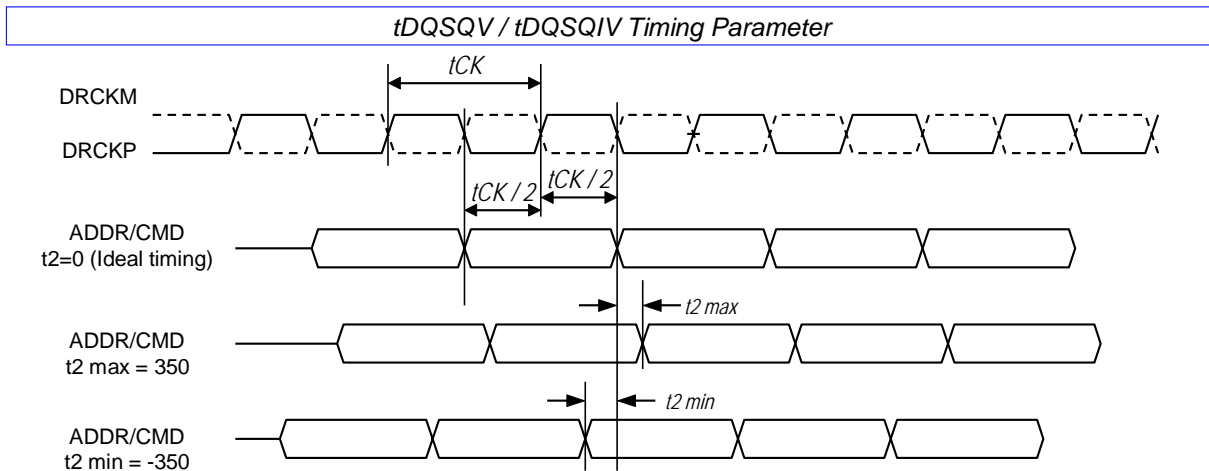 tDQSQV / tDQSQIV Timing Parameter
tCK
DRCKM
DRCKP
tCK / 2
tCK / 2
ADDR/CMD
t2=0 (Ideal timing)
t2 max
ADDR/CMD
t2 max = 350
t2 min
ADDR/CMD
t2 min = -350